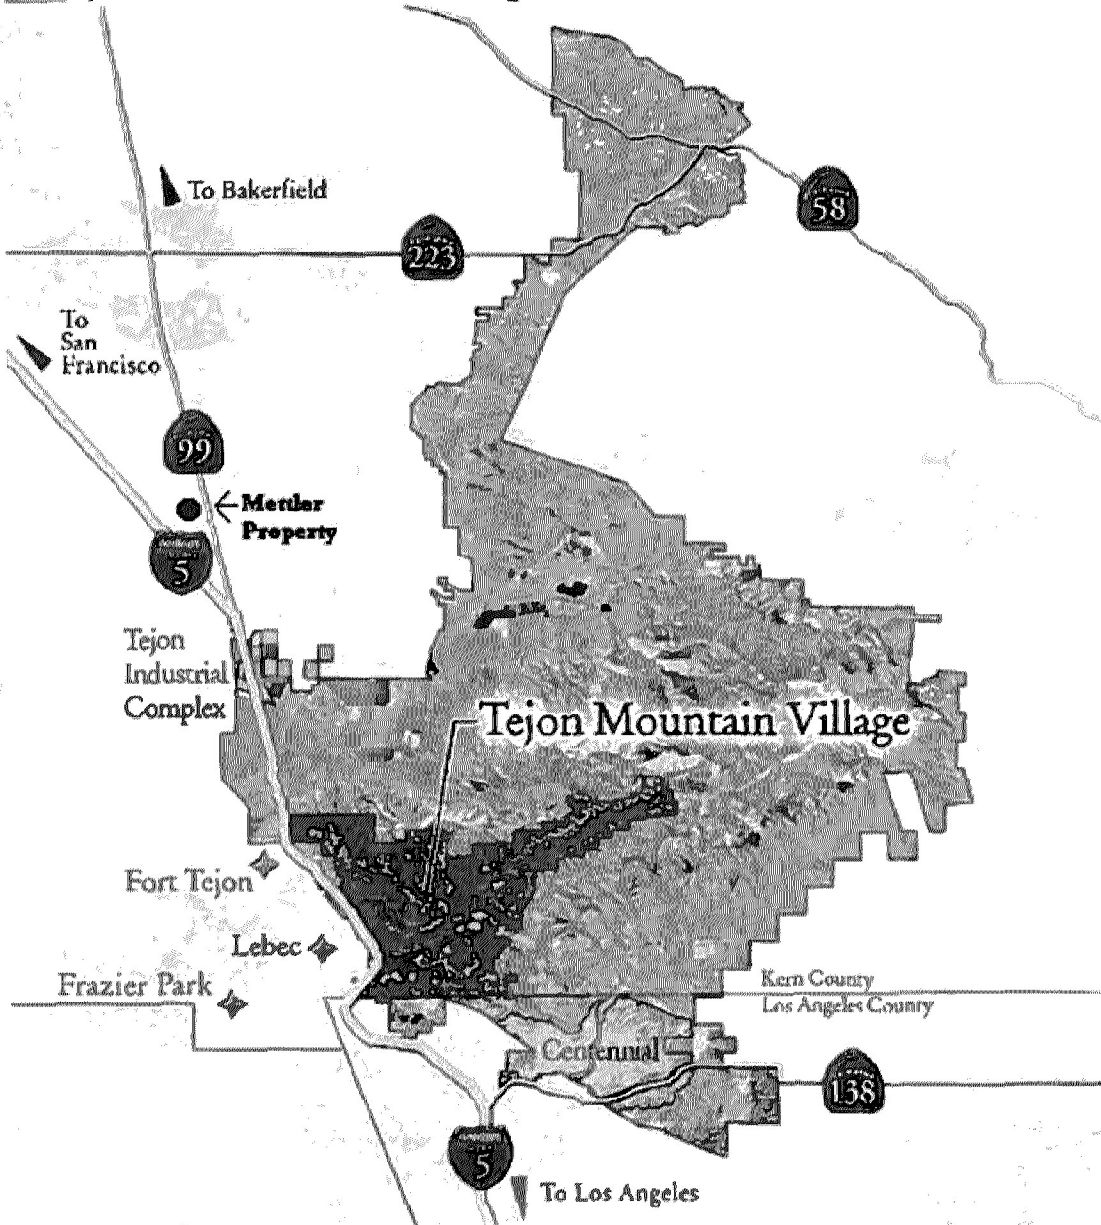 To Bakerfield
58
223
To
San
Francisco
99
Mettler
Property
5
Tejon
Industrial
Complex
Tejon Mountain Village
Fort Tejon
Lebec
Frazier Park
Kern County
Los Angeles County
Centennial
138
5
To Los Angeles